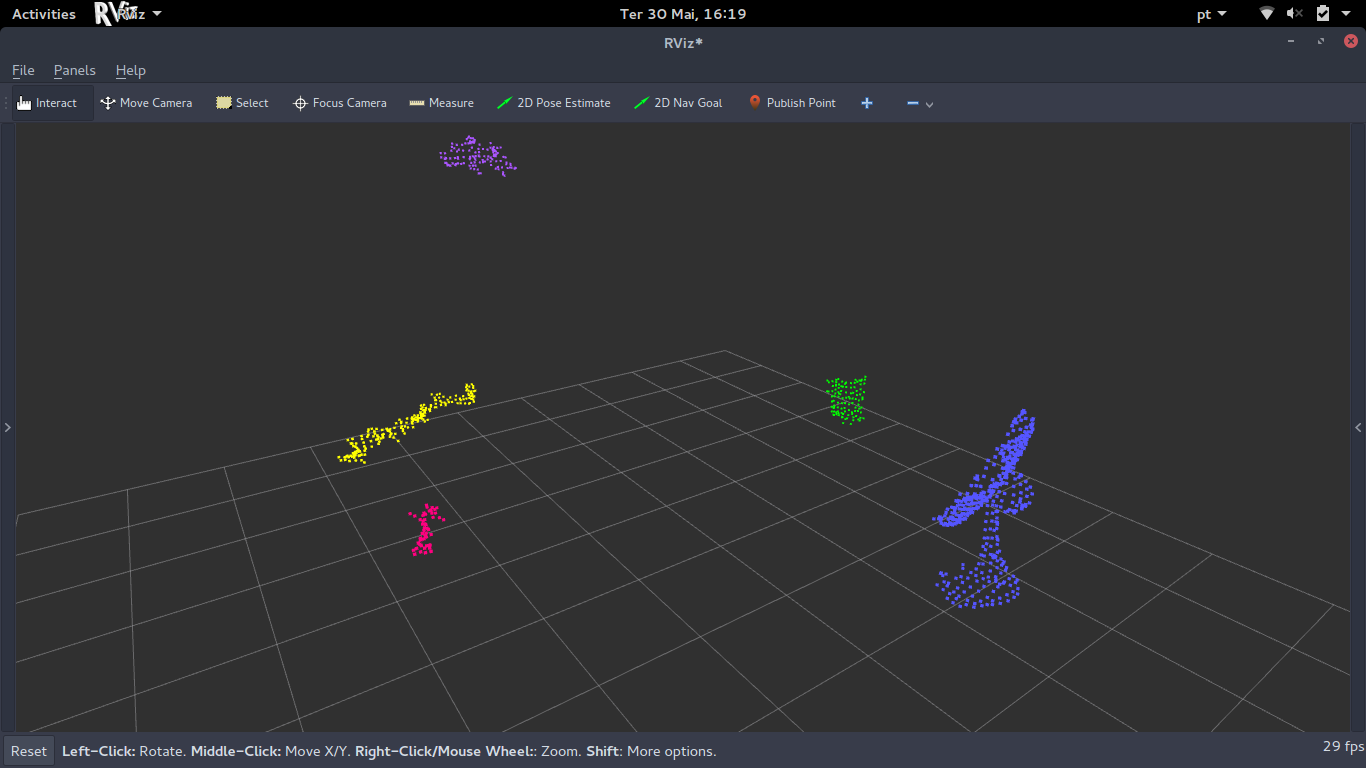 Activities RViz RViz Ter 30 Mai, 16:19 pt
RViz*
File Panels Help
Interact Move Camera Select Focus Camera Measure 2D Pose Estimate 2D Nav Goal Publish Point
Reset Left-Click: Rotate. Middle-Click: Move X/Y. Right-Click/Mouse Wheel:: Zoom. Shift: More options. 29 fps